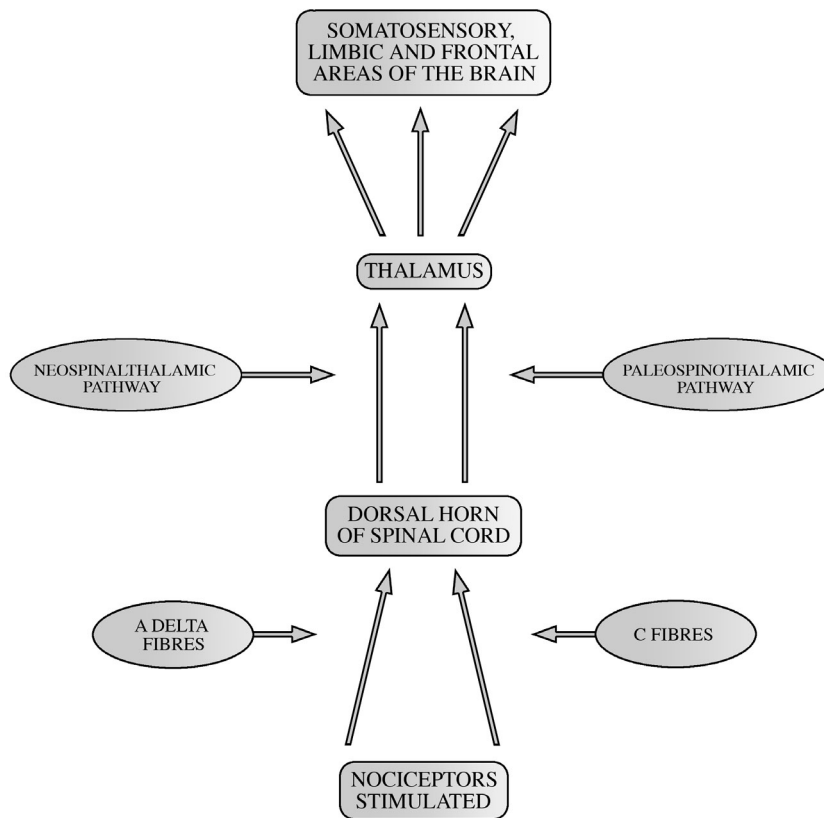 SOMATOSENSORY,
LIMBIC AND FRONTAL
AREAS OF THE BRAIN
THALAMUS
NEOSPINALTHALAMIC
PATHWAY
PALEOSPINOTHALAMIC
PATHWAY
DORSAL HORN
OF SPINAL CORD
A DELTA
FIBRES
C FIBRES
NOCICEPTORS
STIMULATED